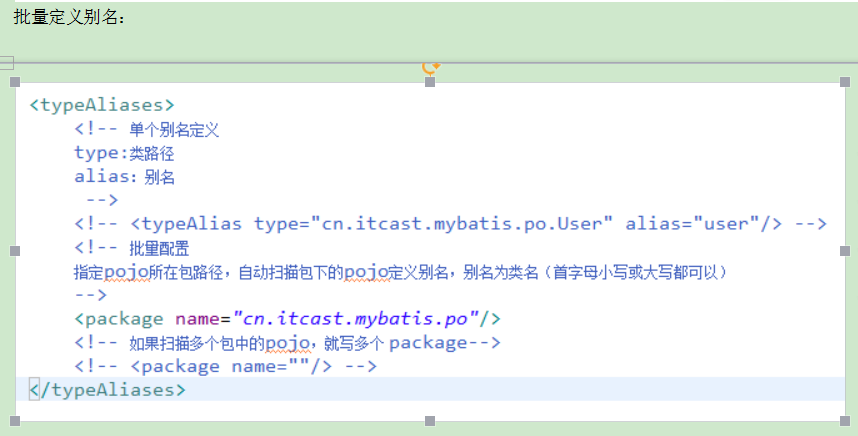 批量定义别名：
<typeAliases>
<!-- 单个别名定义
type:类路径
alias：别名
-->
<!-- <typeAlias type="cn.itcast.mybatis.po.User" alias="user"/> -->
<!-- 批量配置
指定pojo所在包路径，自动扫描包下的pojo定义别名，别名为类名（首字母小写或大写都可以）
-->
<package name="cn.itcast.mybatis.po"/>
<!-- 如果扫描多个包中的pojo，就写多个 package-->
<!-- <package name=""/> -->
</typeAliases>